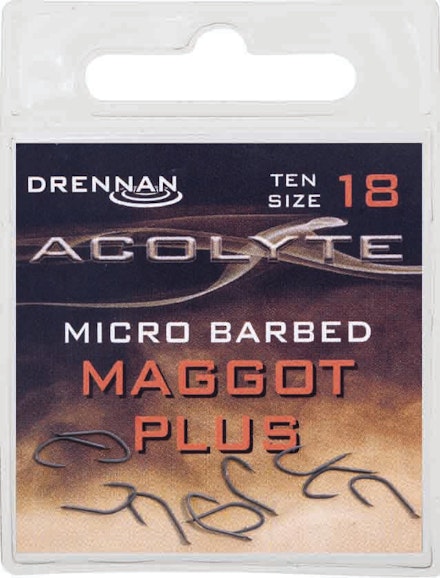 DRENNAN
TEN
SIZE 18
ACOLYTE
MICRO BARBED
MAGGOT
PLUS